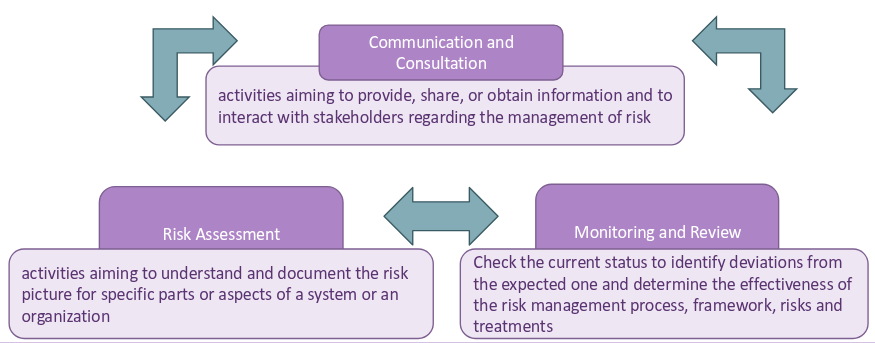 Communication and
Consultation
activities aiming to provide, share, or obtain information and to
interact with stakeholders regarding the management of risk
Risk Assessment
activities aiming to understand and document the risk
picture for specific parts or aspects of a system or an
organization
Monitoring and Review
Check the current status to identify deviations from
the expected one and determine the effectiveness of
the risk management process, framework, risks and
treatments